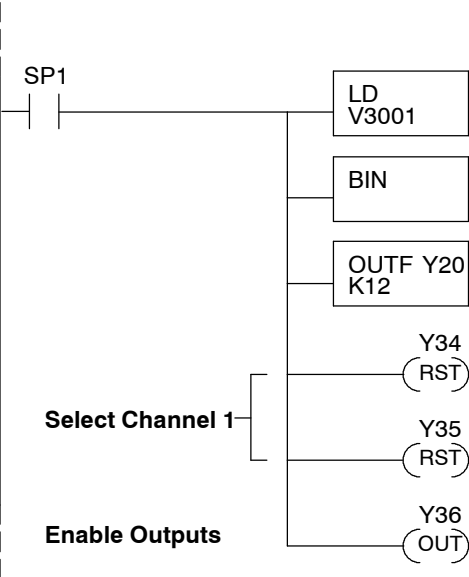 SP1
LD
V3001
BIN
OUTF Y20
K12
Y34
RST
Select Channel 1
Y35
RST
Y36
Enable Outputs
OUT